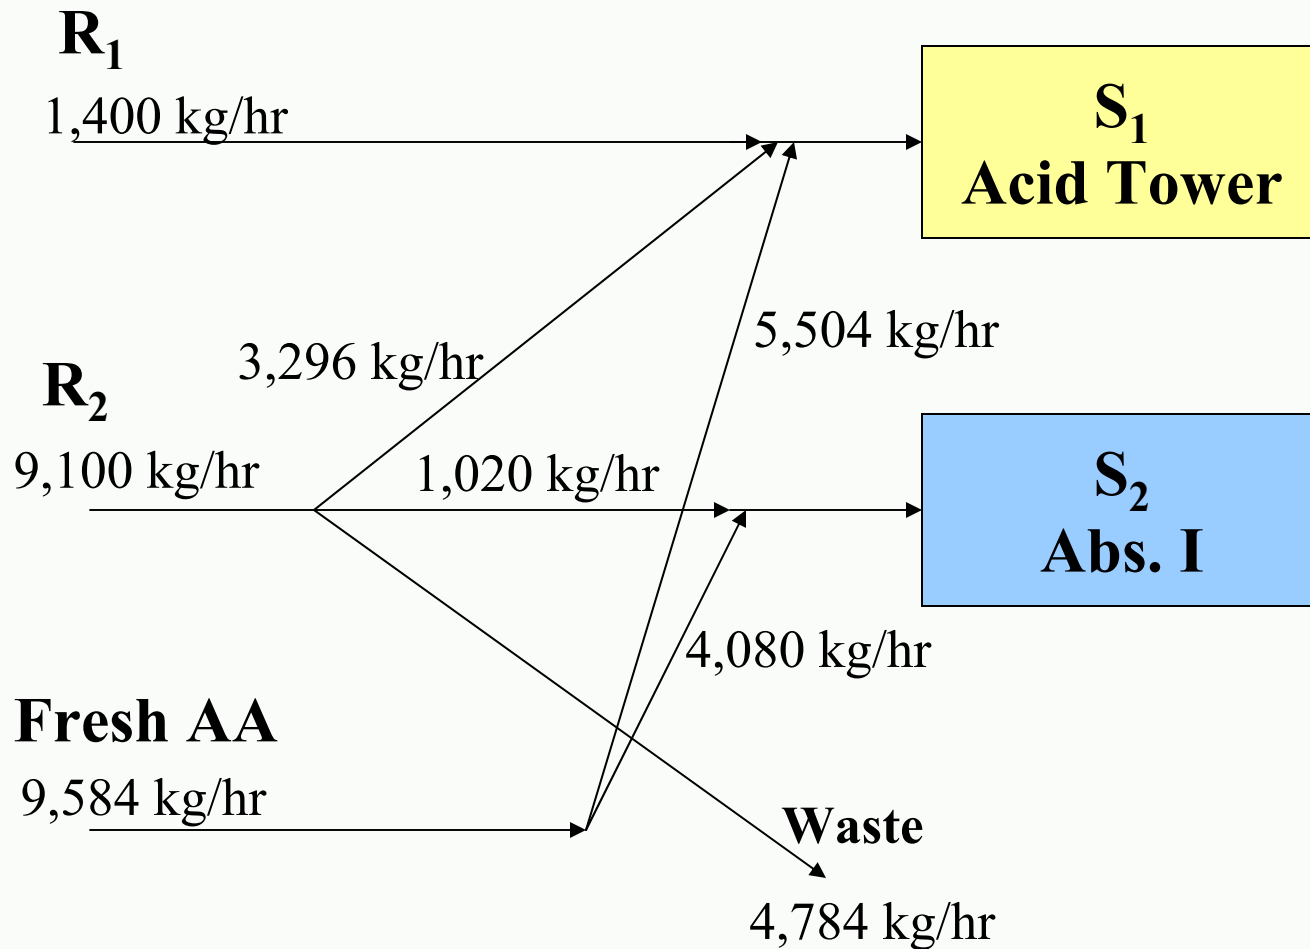 R₁
1,400 kg/hr
S₁
Acid Tower
5,504 kg/hr
3,296 kg/hr
R₂
9,100 kg/hr
1,020 kg/hr
S₂
Abs. I
4,080 kg/hr
Fresh AA
9,584 kg/hr
Waste
4,784 kg/hr